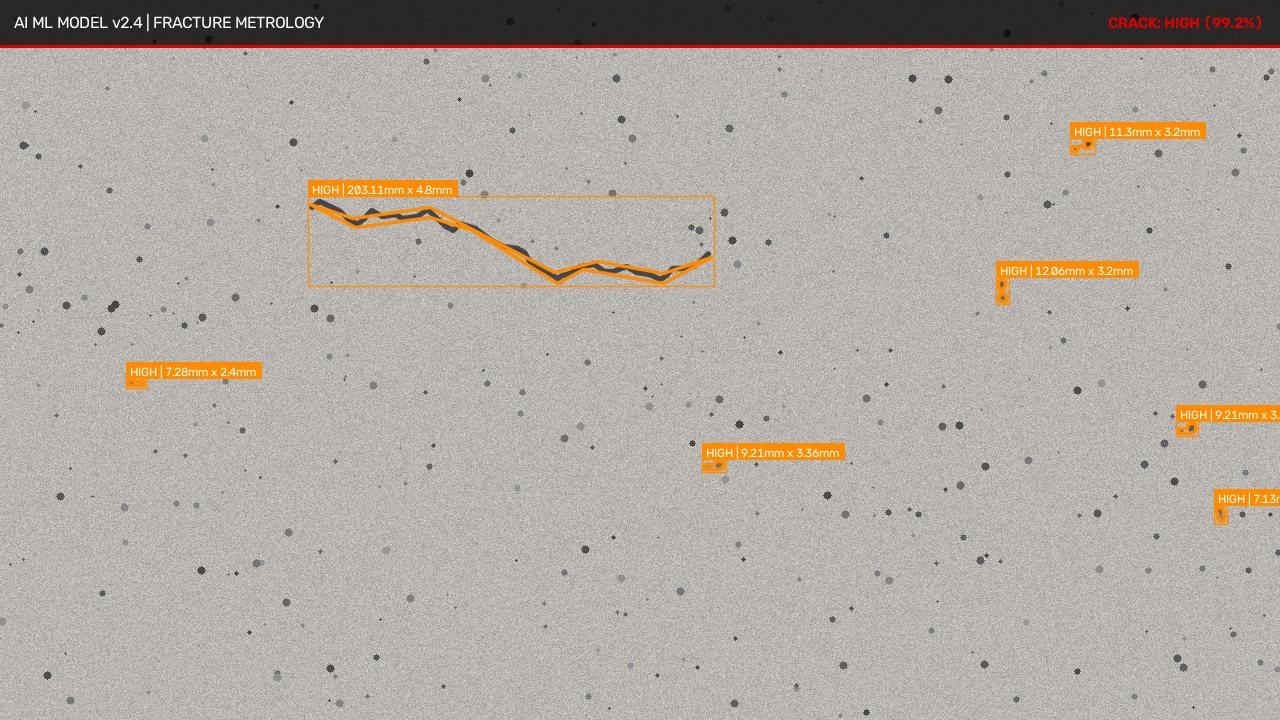 AI ML MODEL v2.4 | FRACTURE METROLOGY
CRACK: HIGH (99.2%)
HIGH | 11.3mm x 3.2mm
HIGH | 203.11mm x 4.8mm
HIGH | 12.06mm x 3.2mm
HIGH | 7.28mm x 2.4mm
HIGH | 9.21mm x 3.
HIGH | 9.21mm x 3.36mm
HIGH | 7.13